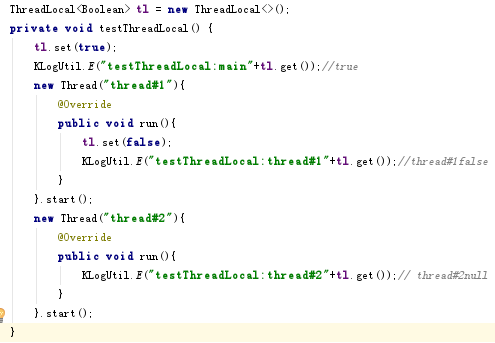 ThreadLocal<Boolean> tl = new ThreadLocal<>();
private void testThreadLocal() {
    tl.set(true);
    KLogUtil.E("testThreadLocal:main"+tl.get());//true
    new Thread("thread#1"){
        @Override
        public void run(){
            tl.set(false);
            KLogUtil.E("testThreadLocal:thread#1"+tl.get());//thread#1false
        }
    }.start();
    new Thread("thread#2"){
        @Override
        public void run(){
            KLogUtil.E("testThreadLocal:thread#2"+tl.get());// thread#2null
        }
    }.start();
}